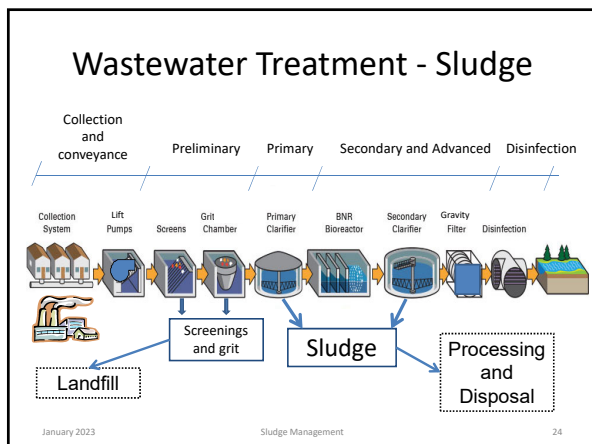 Wastewater Treatment - Sludge
Collection
and
conveyance
Preliminary
Primary
Secondary and Advanced
Disinfection
Collection
System
Lift
Pumps
Screens
Grit
Chamber
Primary
Clarifier
BNR
Bioreactor
Secondary
Clarifier
Gravity
Filter
Disinfection
Screenings
and grit
Sludge
Landfill
Processing
and
Disposal
January 2023
Sludge Management
24